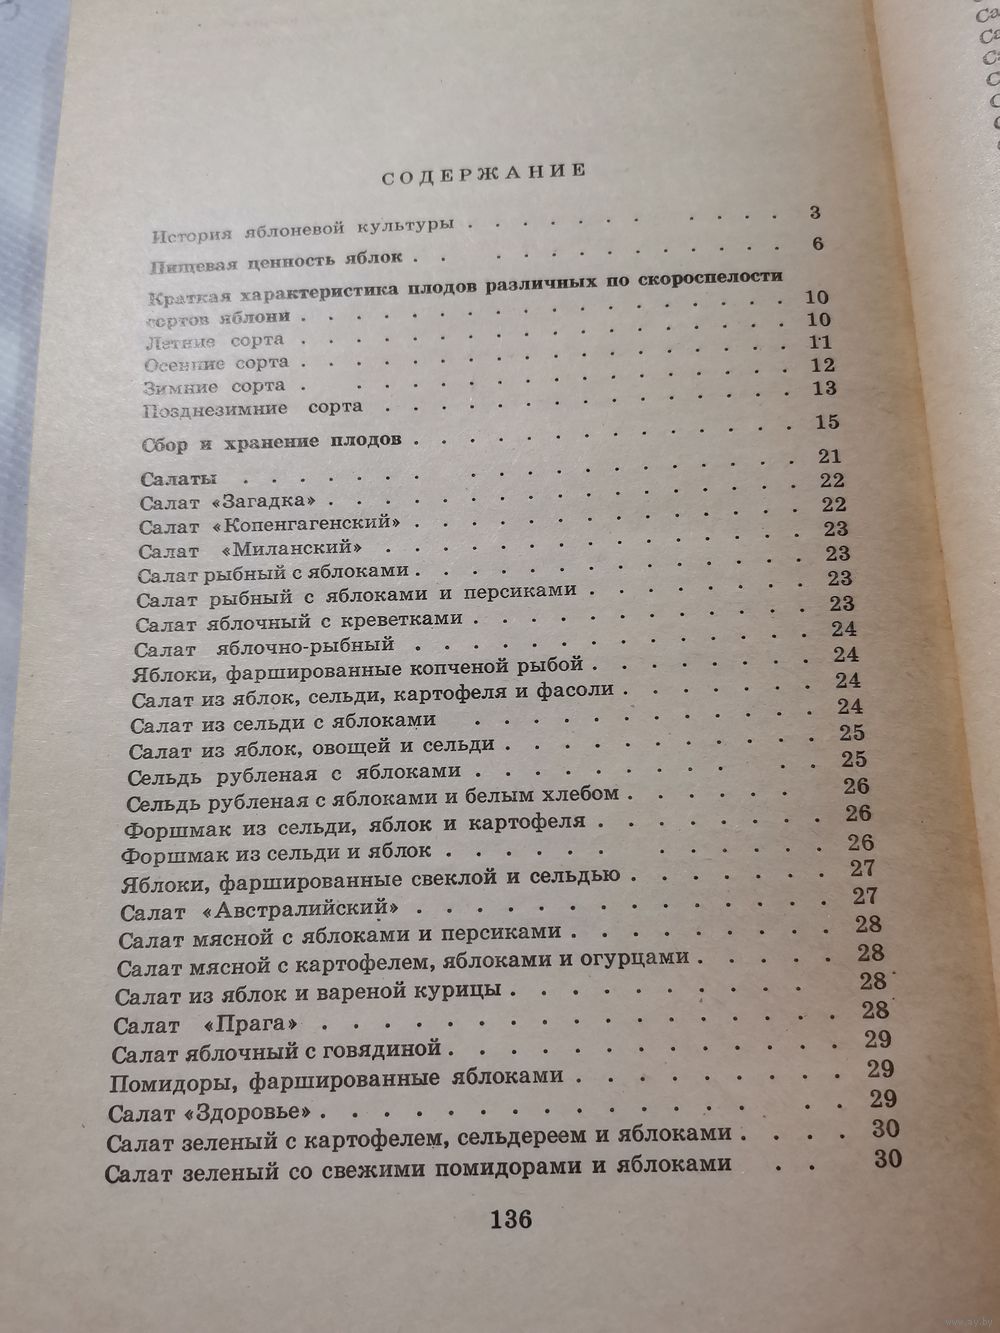 СОДЕРЖАНИЕ
История яблоневой культуры . . . . . . . . . . 3
Пищевая ценность яблок . . . . . . . . . . . 6
Краткая характеристика плодов различных по скороспелости
сортов яблони . . . . . . . . . . . . . . 10
Летние сорта . . . . . . . . . . . . . . 10
Осенние сорта . . . . . . . . . . . . . . 11
Зимние сорта . . . . . . . . . . . . . . 12
Позднезимние сорта . . . . . . . . . . . . 13
Сбор и хранение плодов . . . . . . . . . . . 15
Салаты . . . . . . . . . . . . . . . 21
Салат «Загадка» . . . . . . . . . . . . . 22
Салат «Копенгагенский» . . . . . . . . . . . 22
Салат «Миланский» . . . . . . . . . . . . 23
Салат рыбный с яблоками . . . . . . . . . . . 23
Салат рыбный с яблоками и персиками . . . . . . 23
Салат яблочный с креветками . . . . . . . . . 23
Салат яблочно-рыбный . . . . . . . . . . . 24
Яблоки, фаршированные копченой рыбой . . . . . . 24
Салат из яблок, сельди, картофеля и фасоли . . . . . 24
Салат из сельди с яблоками . . . . . . . . . 24
Салат из яблок, овощей и сельди . . . . . . . . 25
Сельдь рубленая с яблоками . . . . . . . . . 25
Сельдь рубленая с яблоками и белым хлебом . . . . . 26
Форшмак из сельди, яблок и картофеля . . . . . . 26
Форшмак из сельди и яблок . . . . . . . . . . 26
Яблоки, фаршированные свеклой и сельдью . . . . . . 27
Салат «Австралийский» . . . . . . . . . . . 27
Салат мясной с яблоками и персиками . . . . . . . 28
Салат мясной с картофелем, яблоками и огурцами . . . . 28
Салат из яблок и вареной курицы . . . . . . . . 28
Салат «Прага» . . . . . . . . . . . . . 28
Салат яблочный с говядиной . . . . . . . . . 29
Помидоры, фаршированные яблоками . . . . . . . 29
Салат «Здоровье» . . . . . . . . . . . . 29
Салат зеленый с картофелем, сельдереем и яблоками . . . . 30
Салат зеленый со свежими помидорами и яблоками . . 30
136
www.ay.by